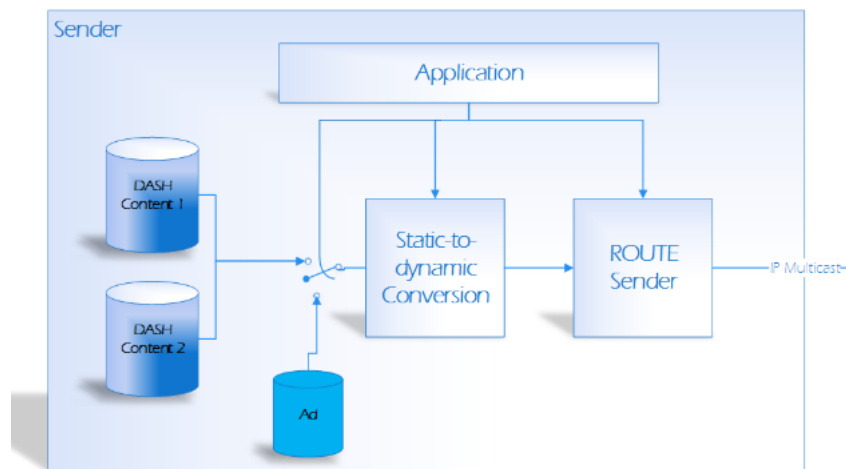 Sender
Application
DASH
Content 1
DASH
Content 2
Static-to-
dynamic
Conversion
ROUTE
Sender
IP Multicast
Ad